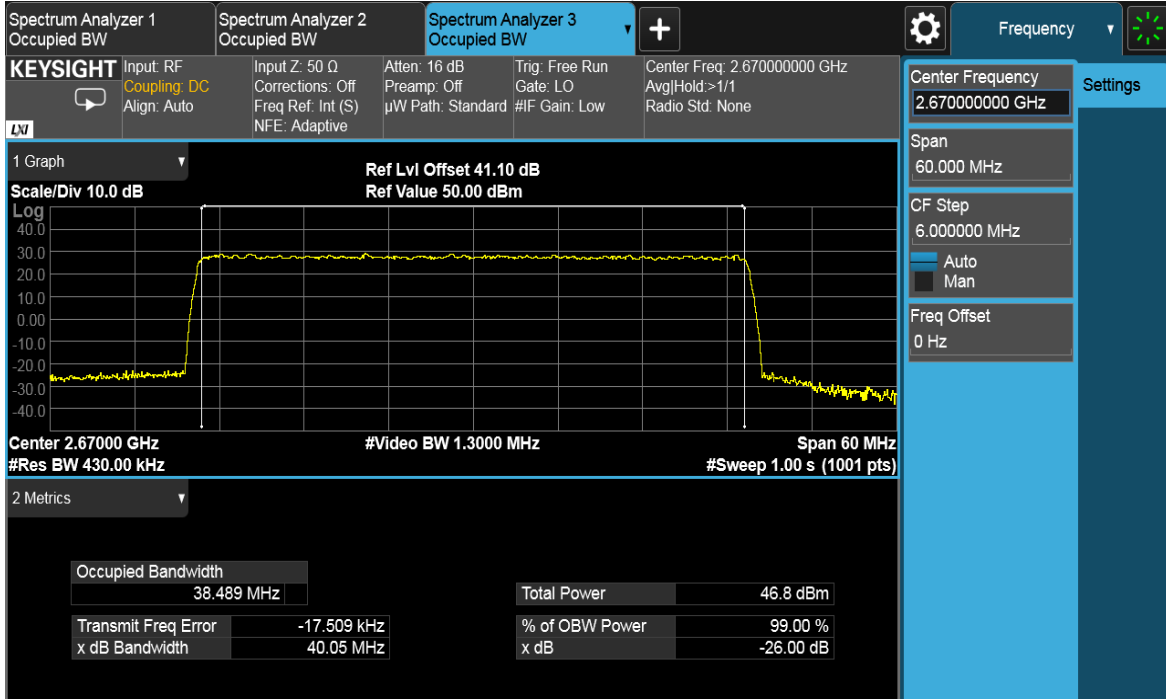 Spectrum Analyzer 1
Occupied BW
Spectrum Analyzer 2
Occupied BW
Spectrum Analyzer 3
Occupied BW
Frequency
KEYSIGHT
LXI
Input: RF
Coupling: DC
Align: Auto
Input Z: 50 Ω
Corrections: Off
Freq Ref: Int (S)
NFE: Adaptive
Atten: 16 dB
Preamp: Off
µW Path: Standard
Trig: Free Run
Gate: LO
#IF Gain: Low
Center Freq: 2.670000000 GHz
Avg|Hold:>1/1
Radio Std: None
Center Frequency
2.670000000 GHz
Settings
Span
60.000 MHz
CF Step
6.000000 MHz
Auto
Man
Freq Offset
0 Hz
1 Graph
Scale/Div 10.0 dB
Ref Lvl Offset 41.10 dB
Ref Value 50.00 dBm
Log
40.0
30.0
20.0
10.0
0.00
-10.0
-20.0
-30.0
-40.0
Center 2.67000 GHz
#Video BW 1.3000 MHz
Span 60 MHz
#Res BW 430.00 kHz
#Sweep 1.00 s (1001 pts)
2 Metrics
Occupied Bandwidth
38.489 MHz
Total Power 46.8 dBm
Transmit Freq Error -17.509 kHz
% of OBW Power 99.00 %
x dB Bandwidth 40.05 MHz
x dB -26.00 dB